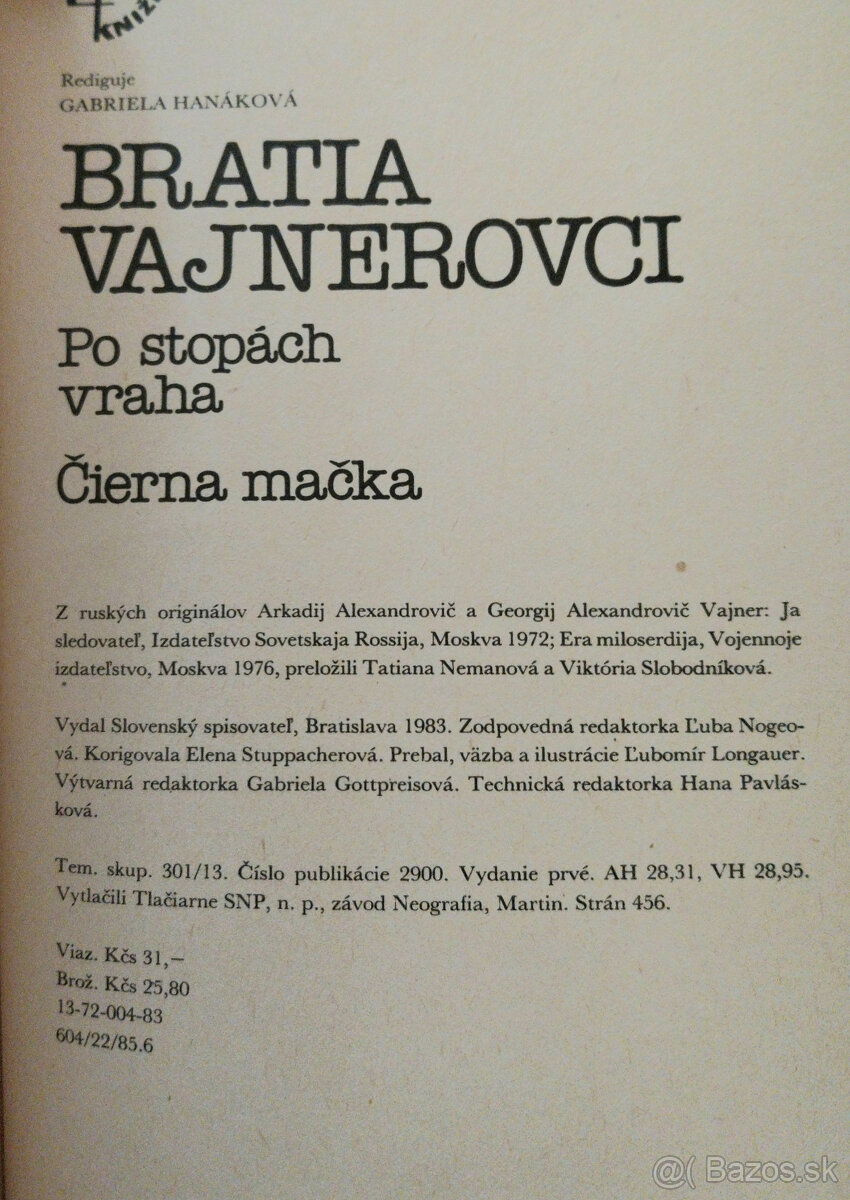 KNIŽ
Rediguje
GABRIELA HANÁKOVÁ
BRATIA
VAJNEROVCI
Po stopách
vraha
Čierna mačka
Z ruských originálov Arkadij Alexandrovič a Georgij Alexandrovič Vajner: Ja
sledovateľ, Izdateľstvo Sovetskaja Rossija, Moskva 1972; Era miloserdija, Vojennoje
izdateľstvo, Moskva 1976, preložili Tatiana Nemanová a Viktória Slobodníková.
Vydal Slovenský spisovateľ, Bratislava 1983. Zodpovedná redaktorka Ľuba Nogeo-
vá. Korigovala Elena Stuppacherová. Prebal, väzba a ilustrácie Ľubomír Longauer.
Výtvarná redaktorka Gabriela Gottpreisová. Technická redaktorka Hana Pavlás-
ková.
Tem. skup. 301/13. Číslo publikácie 2900. Vydanie prvé. AH 28,31, VH 28,95.
Vytlačili Tlačiarne SNP, n. p., závod Neografia, Martin. Strán 456.
Viaz. Kčs 31,—
Brož. Kčs 25,80
13-72-004-83
604/22/85.6
@( Bazos.sk